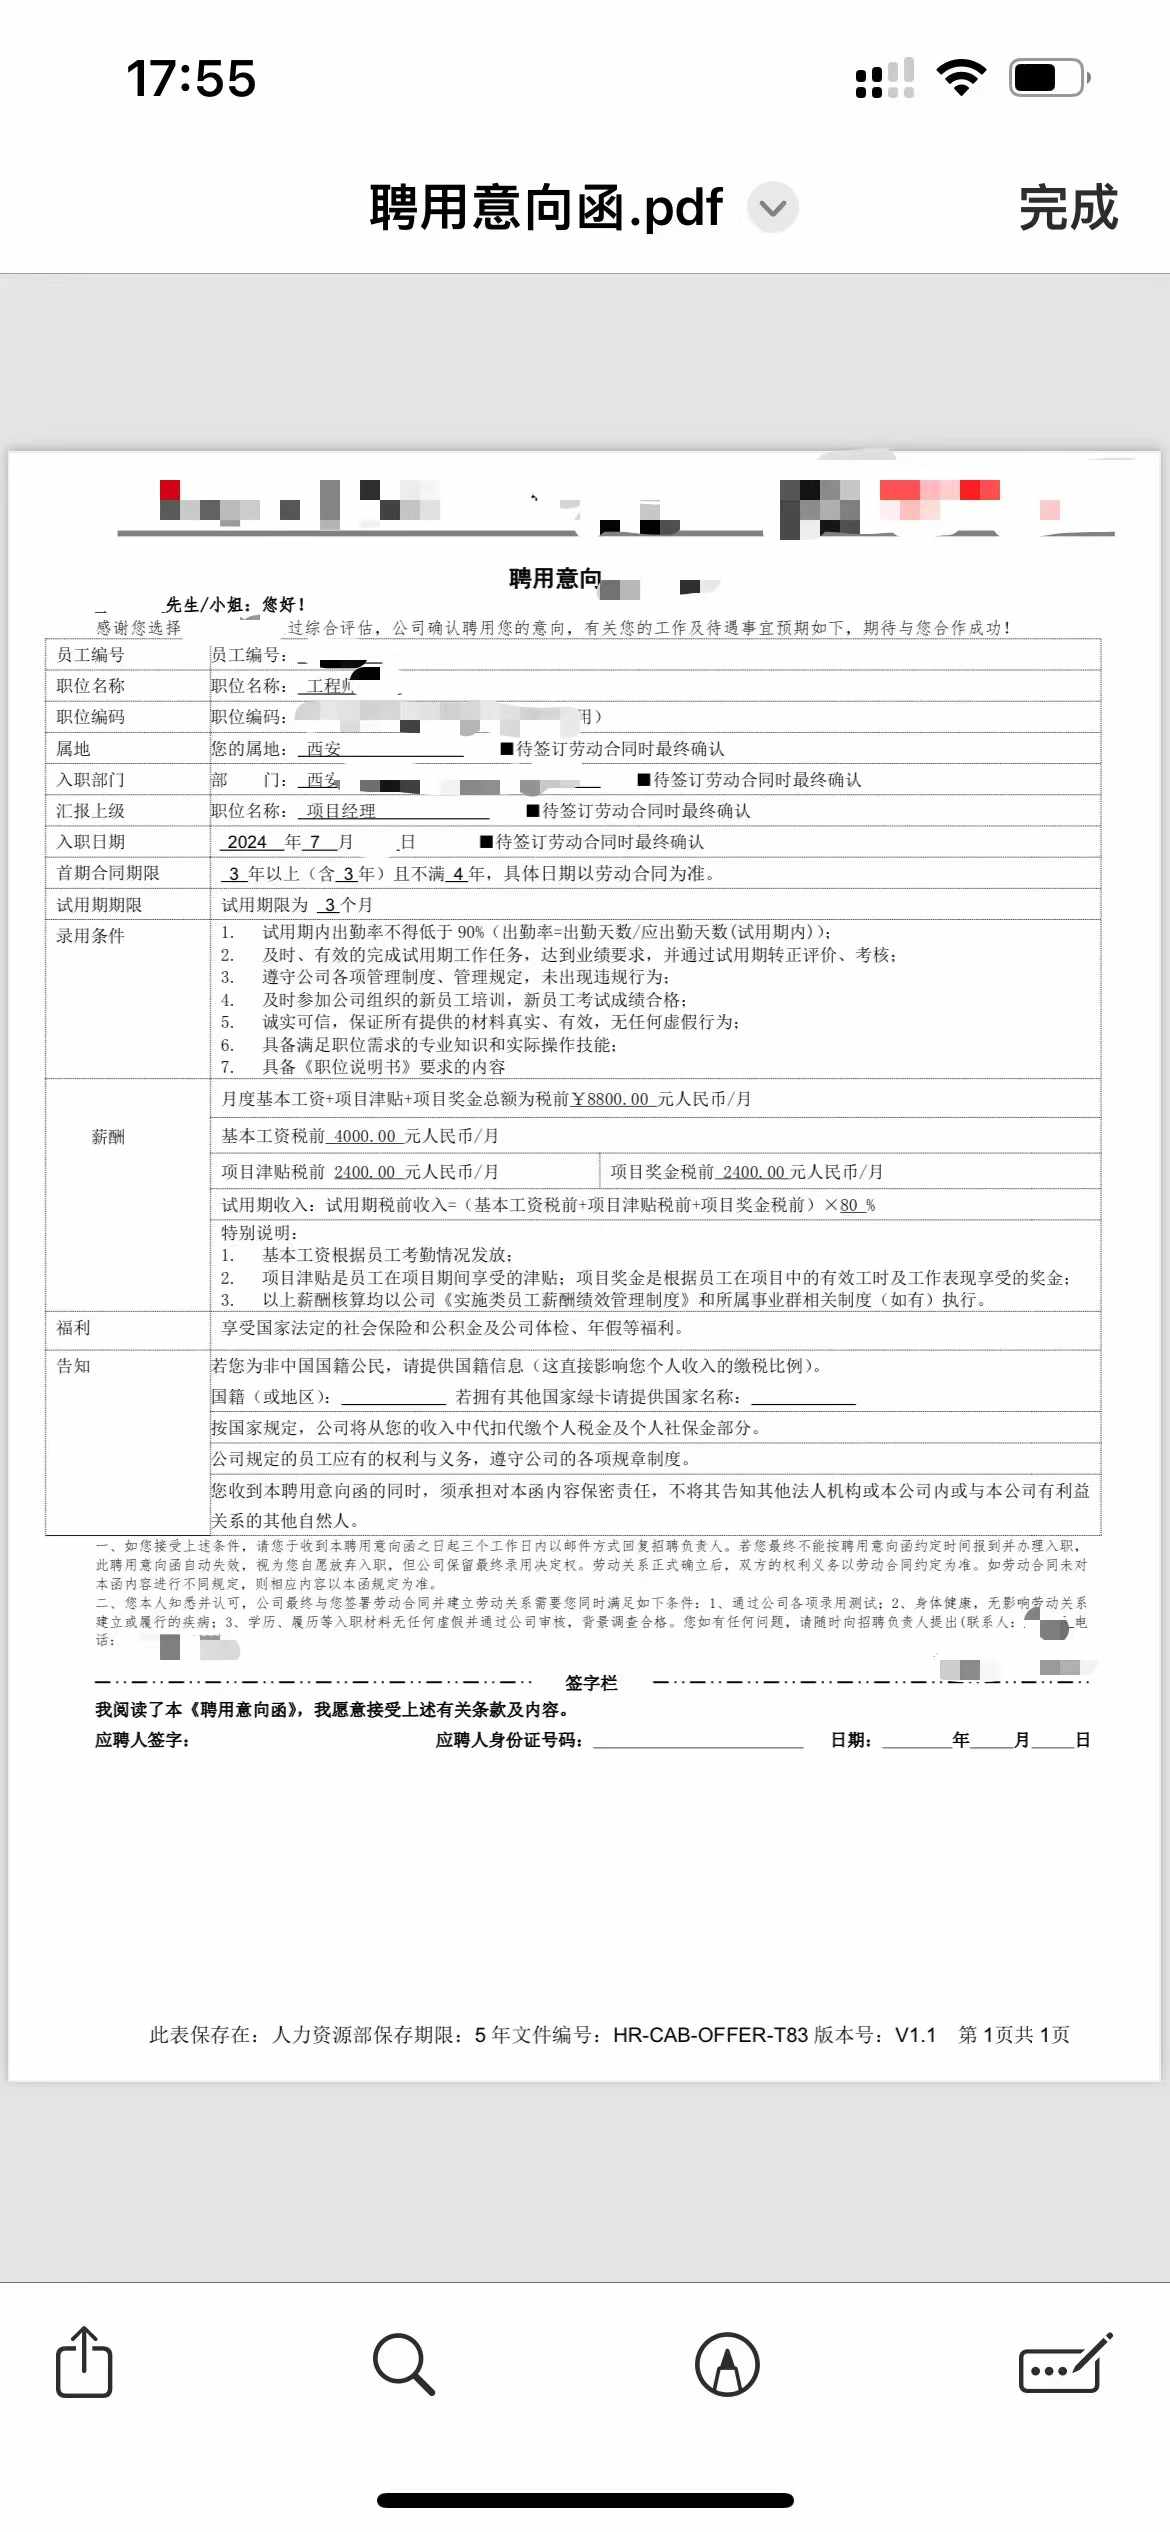 17:55
聘用意向函.pdf
完成
聘用意向
先生/小姐：您好！
感谢您选择 过综合评估，公司确认聘用您的意向，有关您的工作及待遇事宜预期如下，期待与您合作成功！
员工编号 员工编号：
职位名称 职位名称： 工程师
职位编码 职位编码： 用）
属地 您的属地： 西安 ■待签订劳动合同时最终确认
入职部门 部 门： 西安 ■待签订劳动合同时最终确认
汇报上级 职位名称： 项目经理 ■待签订劳动合同时最终确认
入职日期 2024 年 7 月 日 ■待签订劳动合同时最终确认
首期合同期限 3 年以上（含 3 年）且不满 4 年，具体日期以劳动合同为准。
试用期期限 试用期限为 3 个月
录用条件
1. 试用期内出勤率不得低于 90%（出勤率=出勤天数/应出勤天数(试用期内)）；
2. 及时、有效的完成试用期工作任务，达到业绩要求，并通过试用期转正评价、考核；
3. 遵守公司各项管理制度、管理规定，未出现违规行为；
4. 及时参加公司组织的新员工培训，新员工考试成绩合格；
5. 诚实可信，保证所有提供的材料真实、有效，无任何虚假行为；
6. 具备满足职位需求的专业知识和实际操作技能；
7. 具备《职位说明书》要求的内容
薪酬
月度基本工资+项目津贴+项目奖金总额为税前￥8800.00 元人民币/月
基本工资税前 4000.00 元人民币/月
项目津贴税前 2400.00 元人民币/月 项目奖金税前 2400.00 元人民币/月
试用期收入：试用期税前收入=（基本工资税前+项目津贴税前+项目奖金税前）×80 %
特别说明：
1. 基本工资根据员工考勤情况发放；
2. 项目津贴是员工在项目期间享受的津贴；项目奖金是根据员工在项目中的有效工时及工作表现享受的奖金；
3. 以上薪酬核算均以公司《实施类员工薪酬绩效管理制度》和所属事业群相关制度（如有）执行。
福利 享受国家法定的社会保险和公积金及公司体检、年假等福利。
告知 若您为非中国国籍公民，请提供国籍信息（这直接影响您个人收入的缴税比例）。
国籍（或地区）：____ 若拥有其他国家绿卡请提供国家名称：____
按国家规定，公司将从您的收入中代扣代缴个人税金及个人社保金部分。
公司规定的员工应有的权利与义务，遵守公司的各项规章制度。
您收到本聘用意向函的同时，须承担对本函内容保密责任，不将其告知其他法人机构或本公司内或与本公司有利益
关系的其他自然人。
一、如您接受上述条件，请您于收到本聘用意向函之日起三个工作日内以邮件方式回复招聘负责人。若您最终不能按聘用意向函约定时间报到并办理入职，
此聘用意向函自动失效，视为您自愿放弃入职，但公司保留最终录用决定权。劳动关系正式确立后，双方的权利义务以劳动合同约定为准。如劳动合同未对
本函内容进行不同规定，则相应内容以本函规定为准。
二、您本人知悉并认可，公司最终与您签署劳动合同并建立劳动关系需要您同时满足如下条件：1、通过公司各项录用测试；2、身体健康，无影响劳动关系
建立或履行的疾病；3、学历、履历等入职材料无任何虚假并通过公司审核，背景调查合格。您如有任何问题，请随时向招聘负责人提出(联系人： 电
话：
签字栏
我阅读了本《聘用意向函》，我愿意接受上述有关条款及内容。
应聘人签字： 应聘人身份证号码：____ 日期：____年____月____日
此表保存在：人力资源部保存期限：5 年文件编号：HR-CAB-OFFER-T83 版本号：V1.1 第 1页共 1页